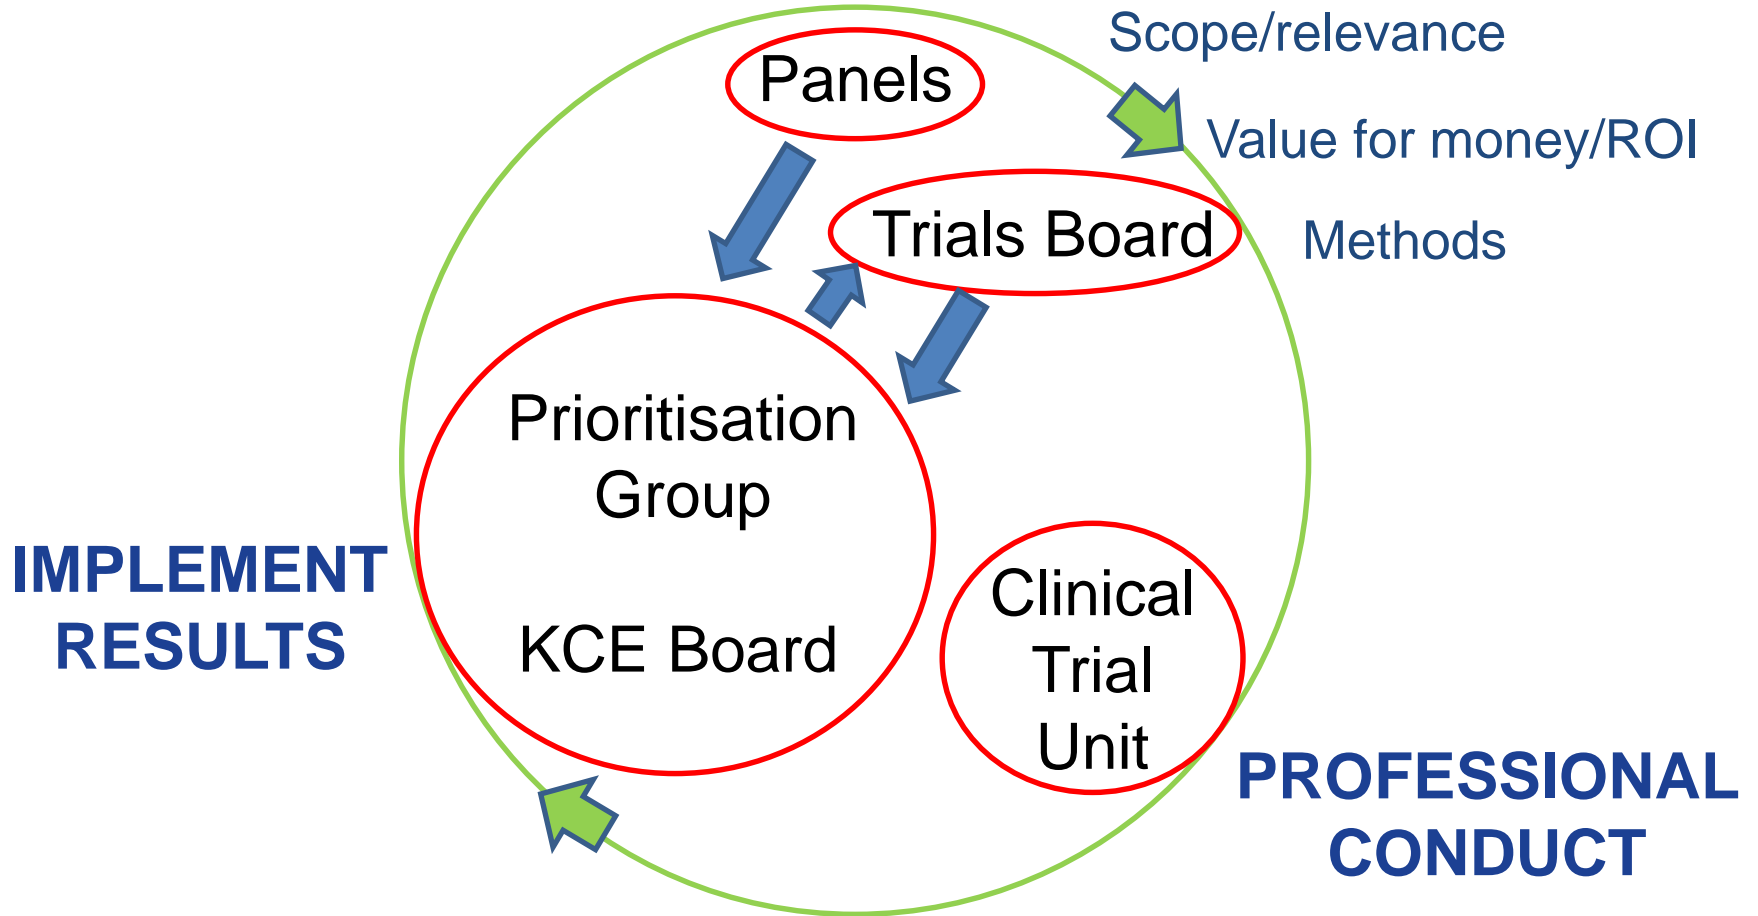 Scope/relevance
Panels
Value for money/ROI
Trials Board
Methods
Prioritisation
Group
KCE Board
IMPLEMENT
RESULTS
Clinical
Trial
Unit
PROFESSIONAL
CONDUCT